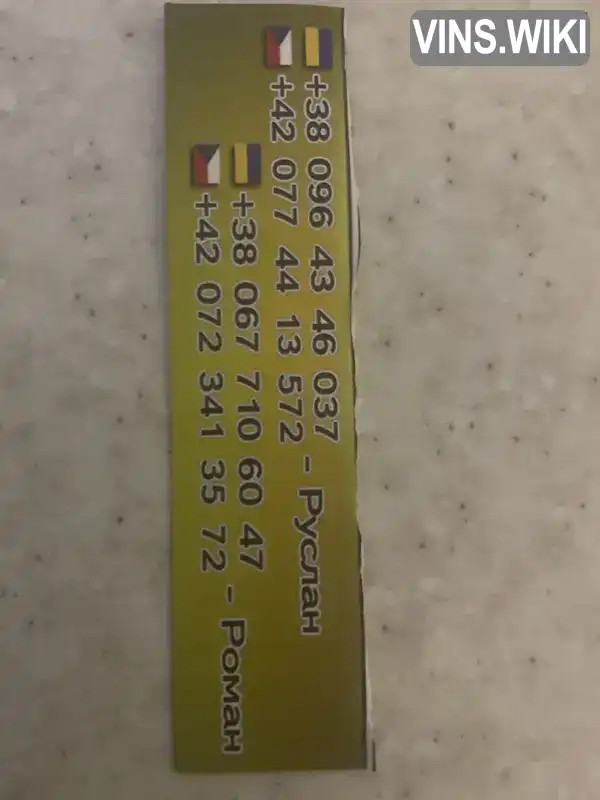 VINS.WIKI
+38 096 43 46 037 - Руслан
+42 077 44 13 572
+38 067 710 60 47
+42 072 341 35 72 - Роман